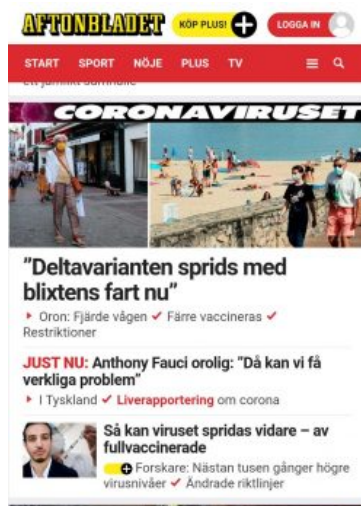 AFTONBLADET KÖP PLUS! LOGGA IN
START SPORT NÖJE PLUS TV
CORONAVIRUSET
”Deltavarianten sprids med
blixtens fart nu”
Oron: Fjärde vågen ✔ Färre vaccineras ✔
Restriktioner
JUST NU: Anthony Fauci orolig: ”Då kan vi få
verkliga problem”
I Tyskland ✔ Liverapportering om corona
Så kan viruset spridas vidare – av
fullvaccinerade
Forskare: Nästan tusen gånger högre
virusnivåer ✔ Ändrade riktlinjer